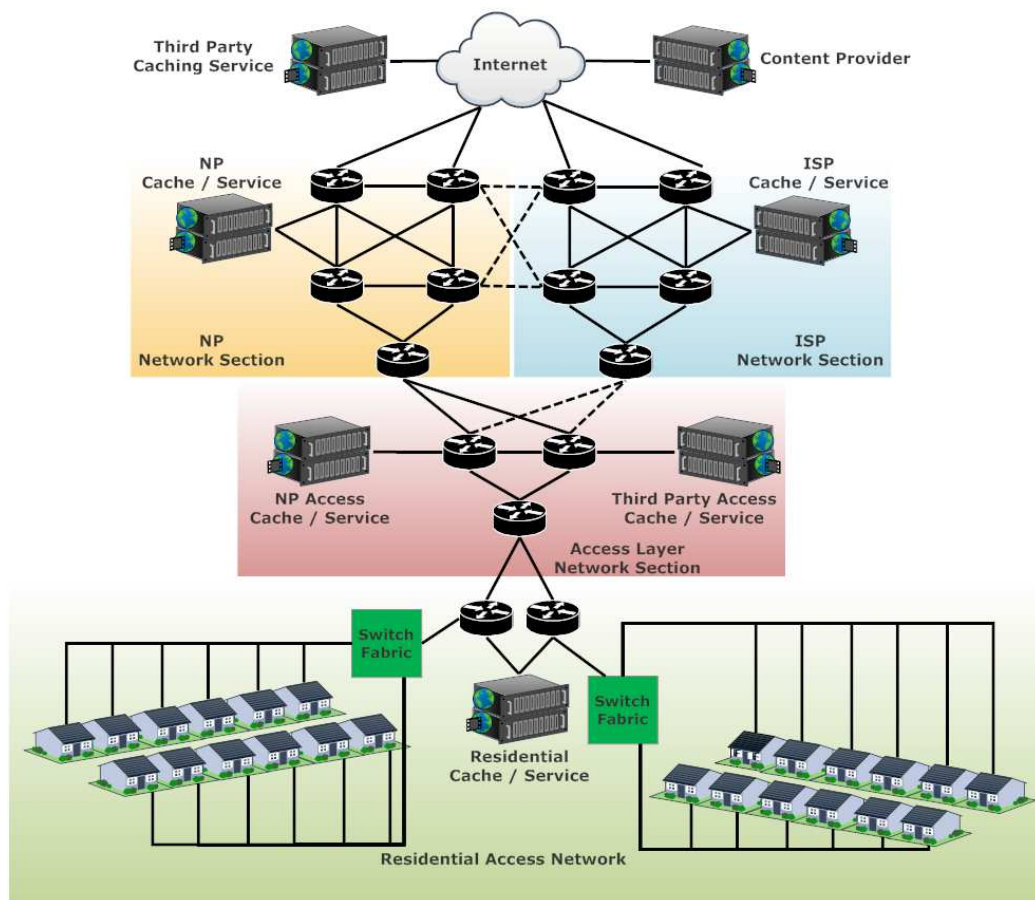 Third Party
Caching Service
Internet
Content Provider
NP
Cache / Service
ISP
Cache / Service
NP
Network Section
ISP
Network Section
NP Access
Cache / Service
Third Party Access
Cache / Service
Access Layer
Network Section
Switch
Fabric
Switch
Fabric
Residential
Cache / Service
Residential Access Network